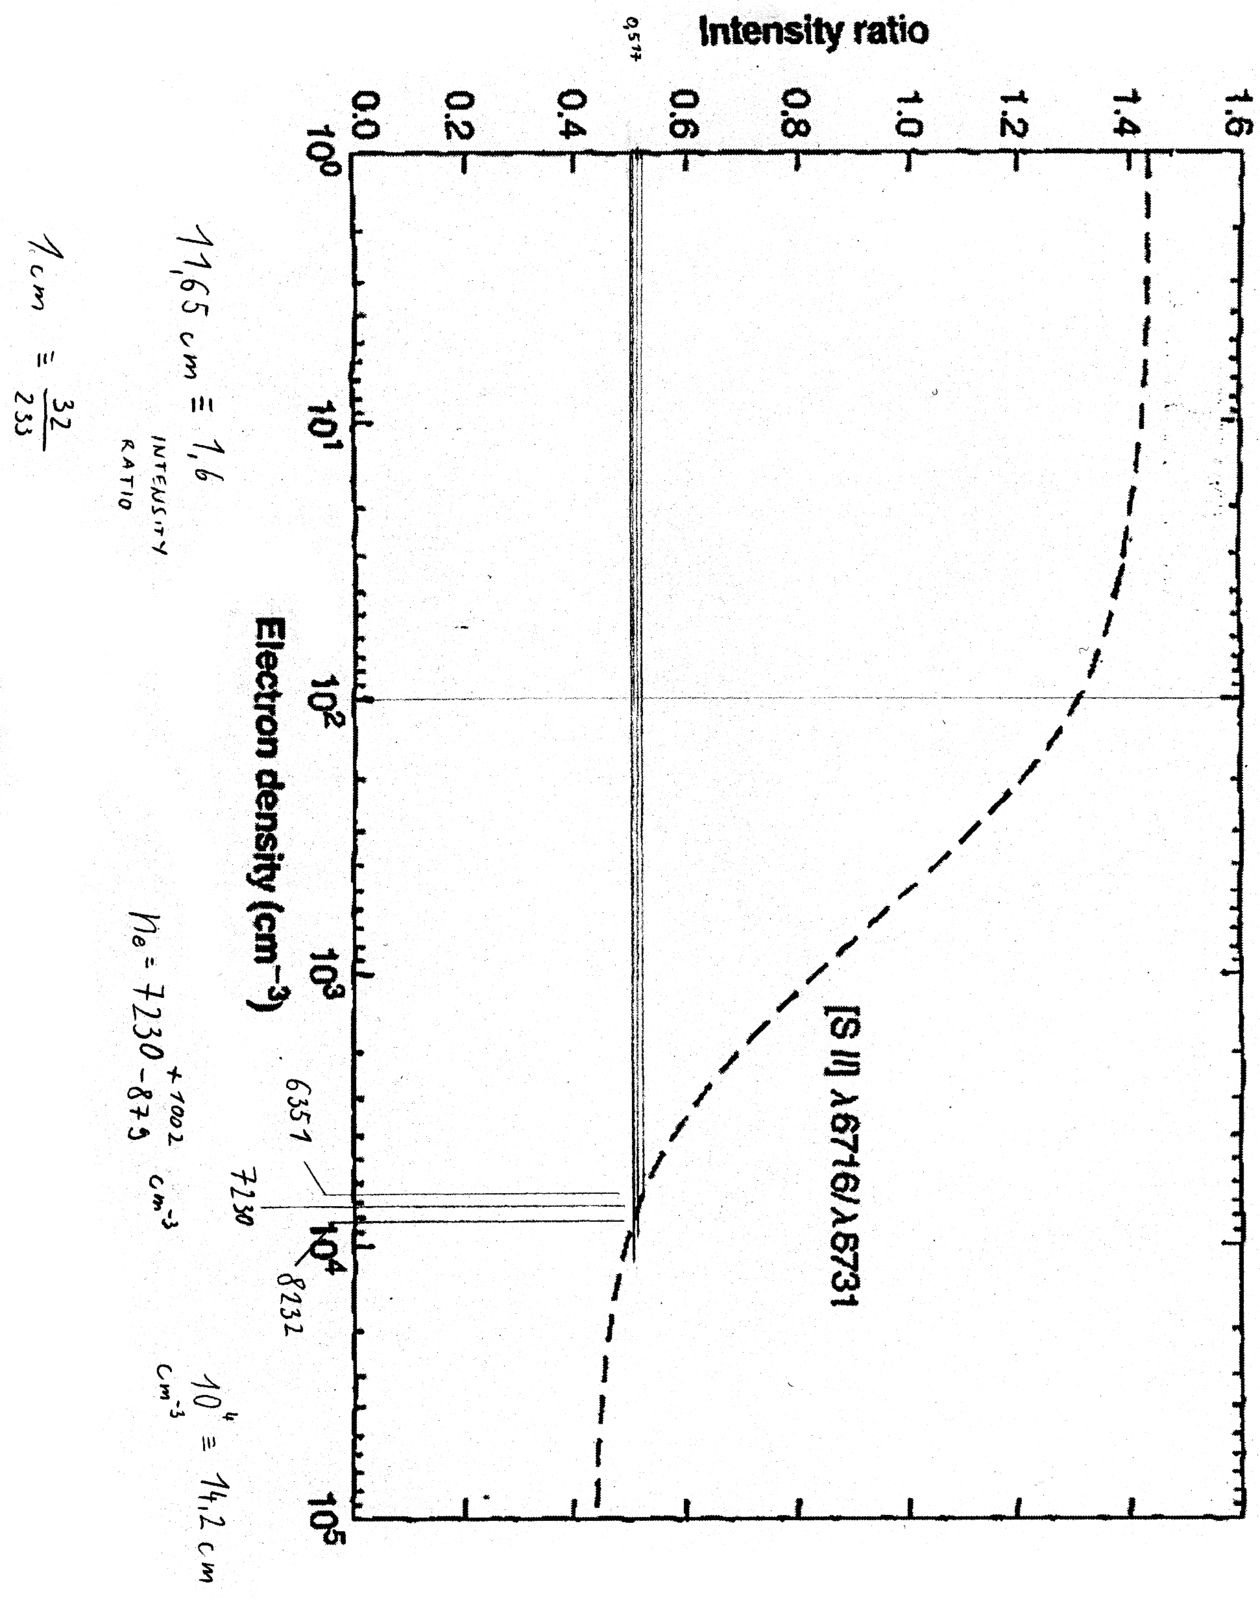 Intensity ratio
1.6
1.4
1.2
1.0
0.8
0.6
0.4
0.2
0.0
10⁰
10¹
10²
10³
10⁴
10⁵
[S II] λ6716/λ6731
Electron density (cm⁻³)
6351
7230
8232
11,65 cm ≡ 1,6
INTENSITY
RATIO
1 cm ≡ 32/233
nₑ = 7230 +1002 -879 cm⁻³
10⁴ ≡ 14,2 cm
cm⁻³